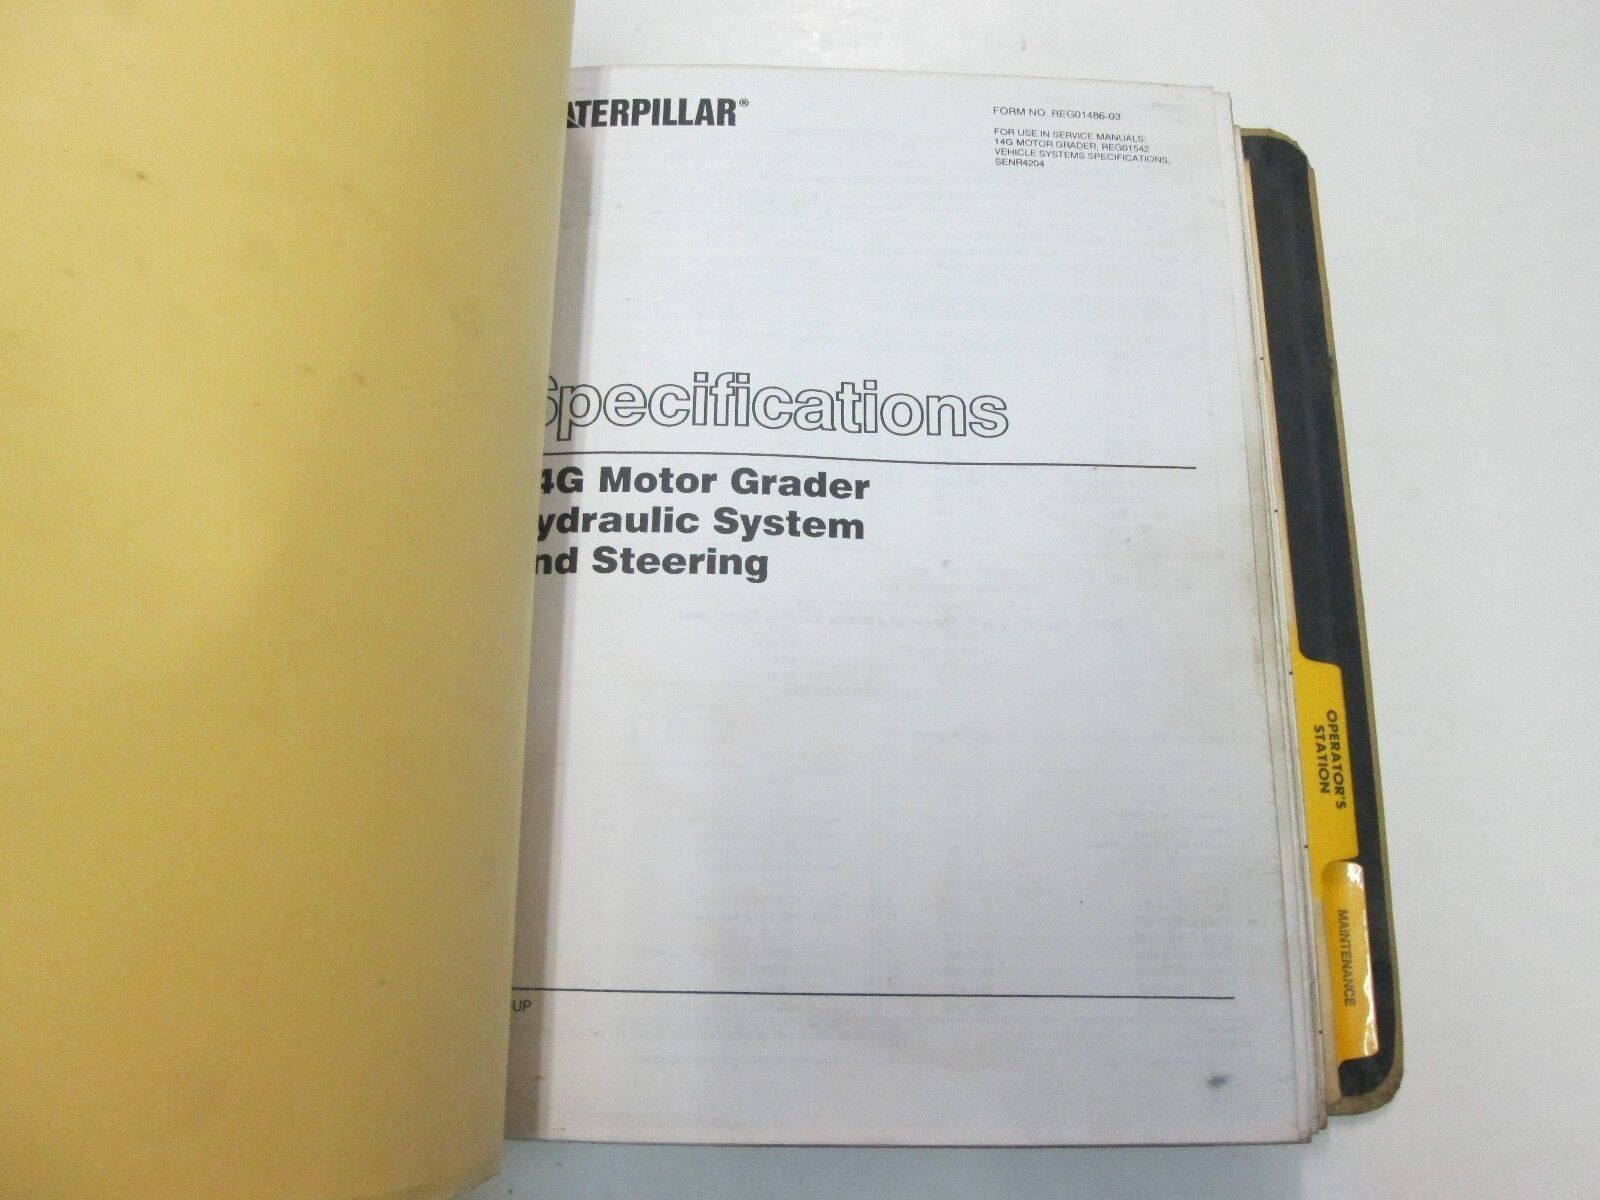 ATERPILLAR®
FORM NO. REG01486-03
FOR USE IN SERVICE MANUALS:
14G MOTOR GRADER, REG01542
VEHICLE SYSTEMS SPECIFICATIONS,
SENR4204
Specifications
4G Motor Grader
ydraulic System
nd Steering
-UP
OPERATOR'S
STATION
MAINTENANCE